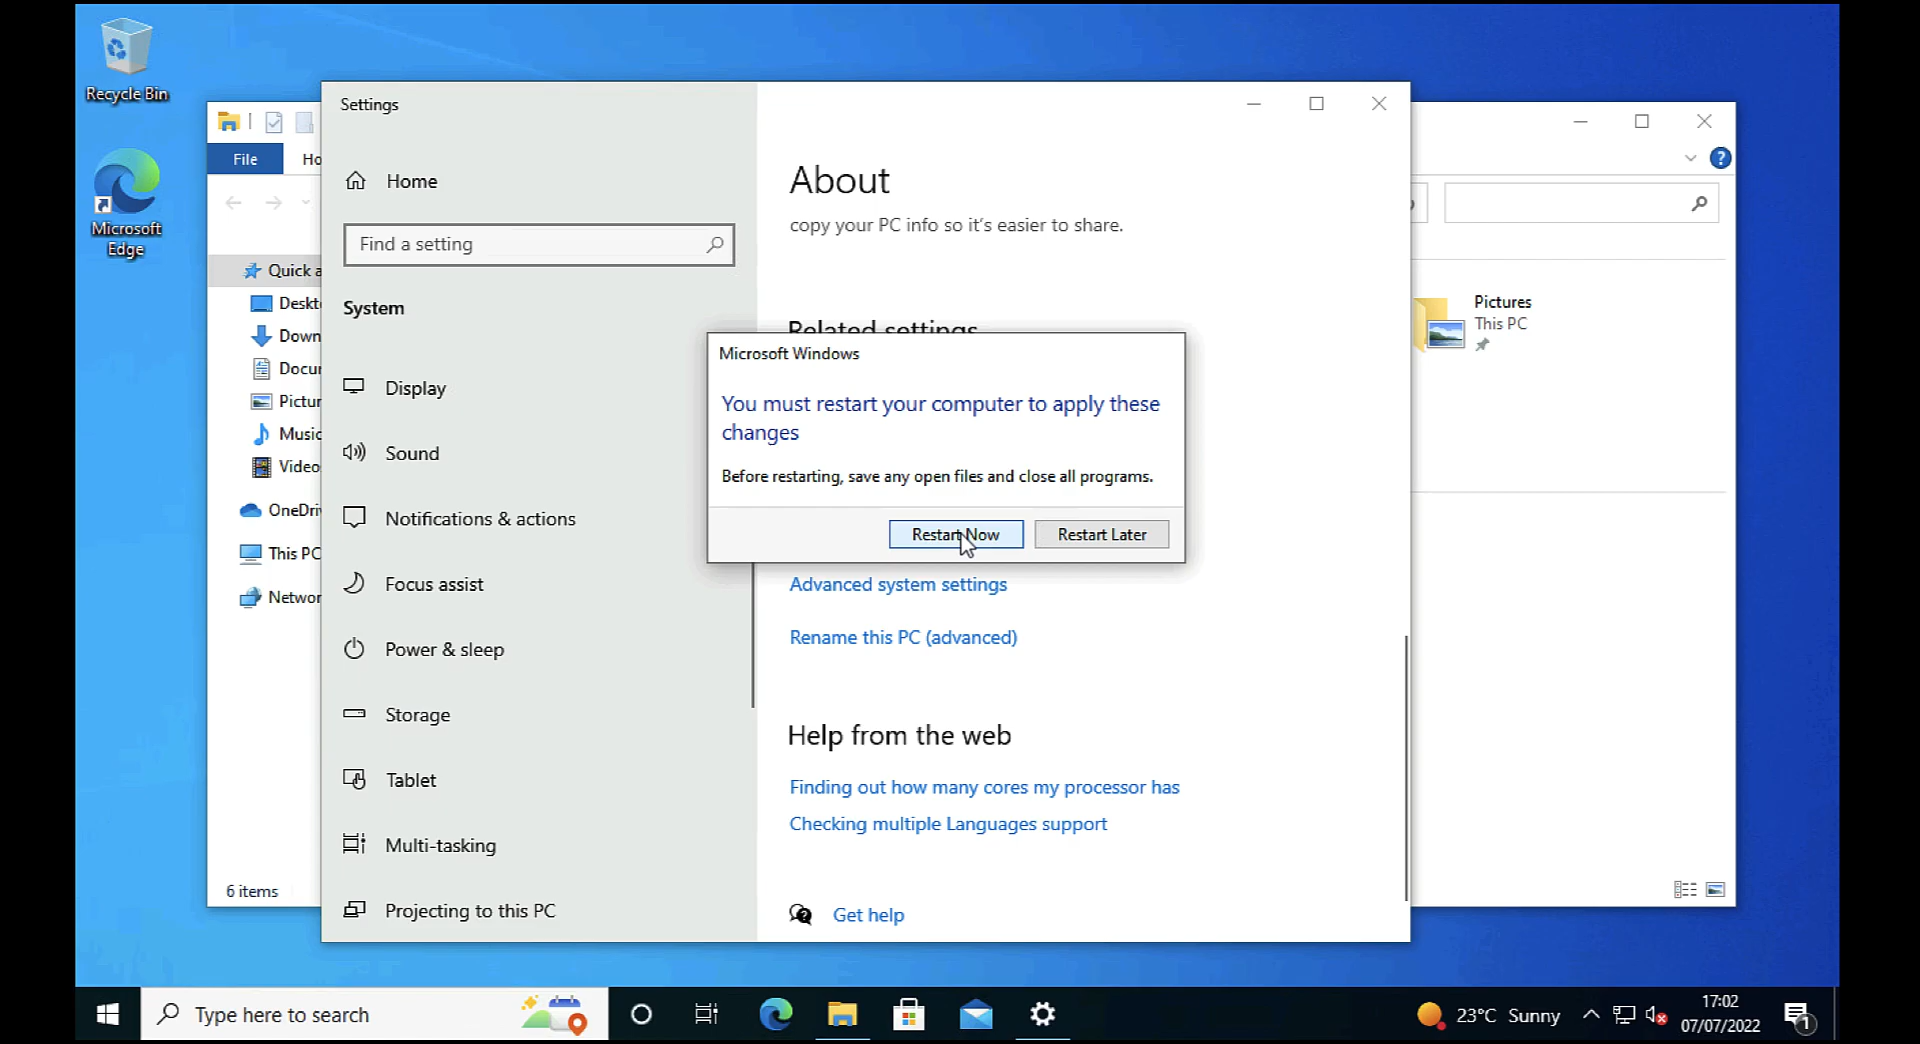 Recycle Bin
Microsoft
Edge
File
Ho
Quick a
Deskt
Down
Docur
Pictur
Music
Video
OneDriv
This PC
Networ
6 items
Settings
Home
Find a setting
System
Display
Sound
Notifications & actions
Focus assist
Power & sleep
Storage
Tablet
Multi-tasking
Projecting to this PC
About
copy your PC info so it's easier to share.
Related settings
Microsoft Windows
You must restart your computer to apply these
changes
Before restarting, save any open files and close all programs.
Restart Now
Restart Later
Advanced system settings
Rename this PC (advanced)
Help from the web
Finding out how many cores my processor has
Checking multiple Languages support
Get help
Pictures
This PC
Type here to search
23°C Sunny
17:02
07/07/2022
1